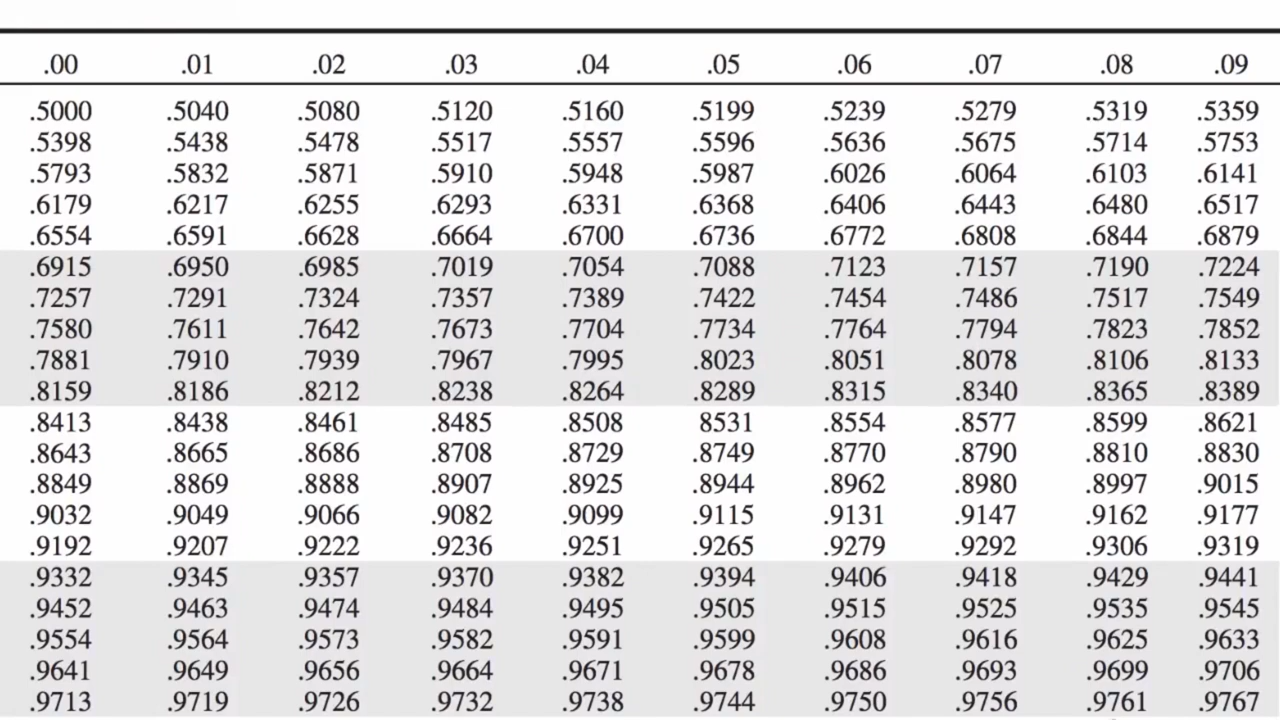 .00 .01 .02 .03 .04 .05 .06 .07 .08 .09
.5000 .5040 .5080 .5120 .5160 .5199 .5239 .5279 .5319 .5359
.5398 .5438 .5478 .5517 .5557 .5596 .5636 .5675 .5714 .5753
.5793 .5832 .5871 .5910 .5948 .5987 .6026 .6064 .6103 .6141
.6179 .6217 .6255 .6293 .6331 .6368 .6406 .6443 .6480 .6517
.6554 .6591 .6628 .6664 .6700 .6736 .6772 .6808 .6844 .6879
.6915 .6950 .6985 .7019 .7054 .7088 .7123 .7157 .7190 .7224
.7257 .7291 .7324 .7357 .7389 .7422 .7454 .7486 .7517 .7549
.7580 .7611 .7642 .7673 .7704 .7734 .7764 .7794 .7823 .7852
.7881 .7910 .7939 .7967 .7995 .8023 .8051 .8078 .8106 .8133
.8159 .8186 .8212 .8238 .8264 .8289 .8315 .8340 .8365 .8389
.8413 .8438 .8461 .8485 .8508 8531 .8554 .8577 .8599 .8621
.8643 .8665 .8686 .8708 .8729 .8749 .8770 .8790 .8810 .8830
.8849 .8869 .8888 .8907 .8925 .8944 .8962 .8980 .8997 .9015
.9032 .9049 .9066 .9082 .9099 .9115 .9131 .9147 .9162 .9177
.9192 .9207 .9222 .9236 .9251 .9265 .9279 .9292 .9306 .9319
.9332 .9345 .9357 .9370 .9382 .9394 .9406 .9418 .9429 .9441
.9452 .9463 .9474 .9484 .9495 .9505 .9515 .9525 .9535 .9545
.9554 .9564 .9573 .9582 .9591 .9599 .9608 .9616 .9625 .9633
.9641 .9649 .9656 .9664 .9671 .9678 .9686 .9693 .9699 .9706
.9713 .9719 .9726 .9732 .9738 .9744 .9750 .9756 .9761 .9767